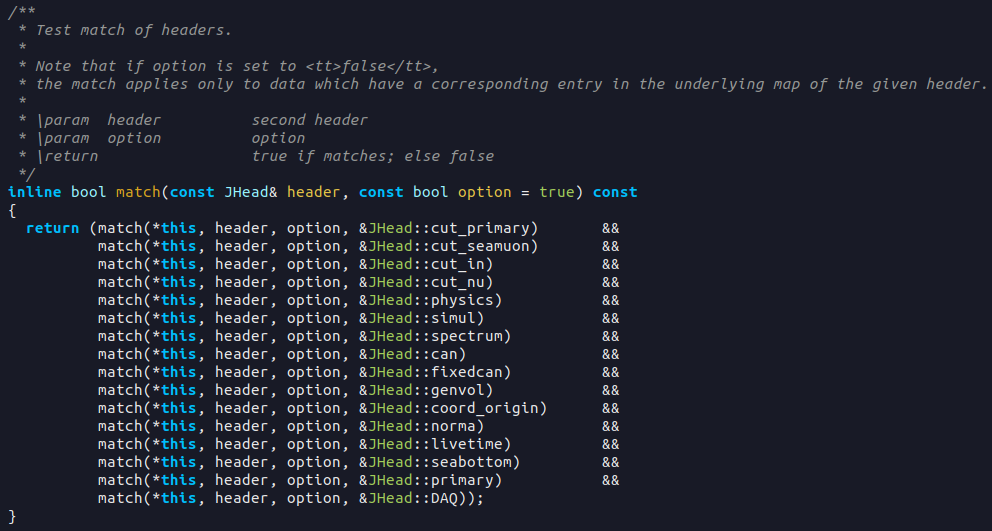 /**
 * Test match of headers.
 *
 * Note that if option is set to <tt>false</tt>,
 * the match applies only to data which have a corresponding entry in the underlying map of the given header.
 *
 * \param  header          second header
 * \param  option          option
 * \return                 true if matches; else false
 */
inline bool match(const JHead& header, const bool option = true) const
{
  return (match(*this, header, option, &JHead::cut_primary)       &&
          match(*this, header, option, &JHead::cut_seamuon)       &&
          match(*this, header, option, &JHead::cut_in)            &&
          match(*this, header, option, &JHead::cut_nu)            &&
          match(*this, header, option, &JHead::physics)           &&
          match(*this, header, option, &JHead::simul)             &&
          match(*this, header, option, &JHead::spectrum)          &&
          match(*this, header, option, &JHead::can)               &&
          match(*this, header, option, &JHead::fixedcan)          &&
          match(*this, header, option, &JHead::genvol)            &&
          match(*this, header, option, &JHead::coord_origin)      &&
          match(*this, header, option, &JHead::norma)             &&
          match(*this, header, option, &JHead::livetime)          &&
          match(*this, header, option, &JHead::seabottom)         &&
          match(*this, header, option, &JHead::primary)           &&
          match(*this, header, option, &JHead::DAQ));
}